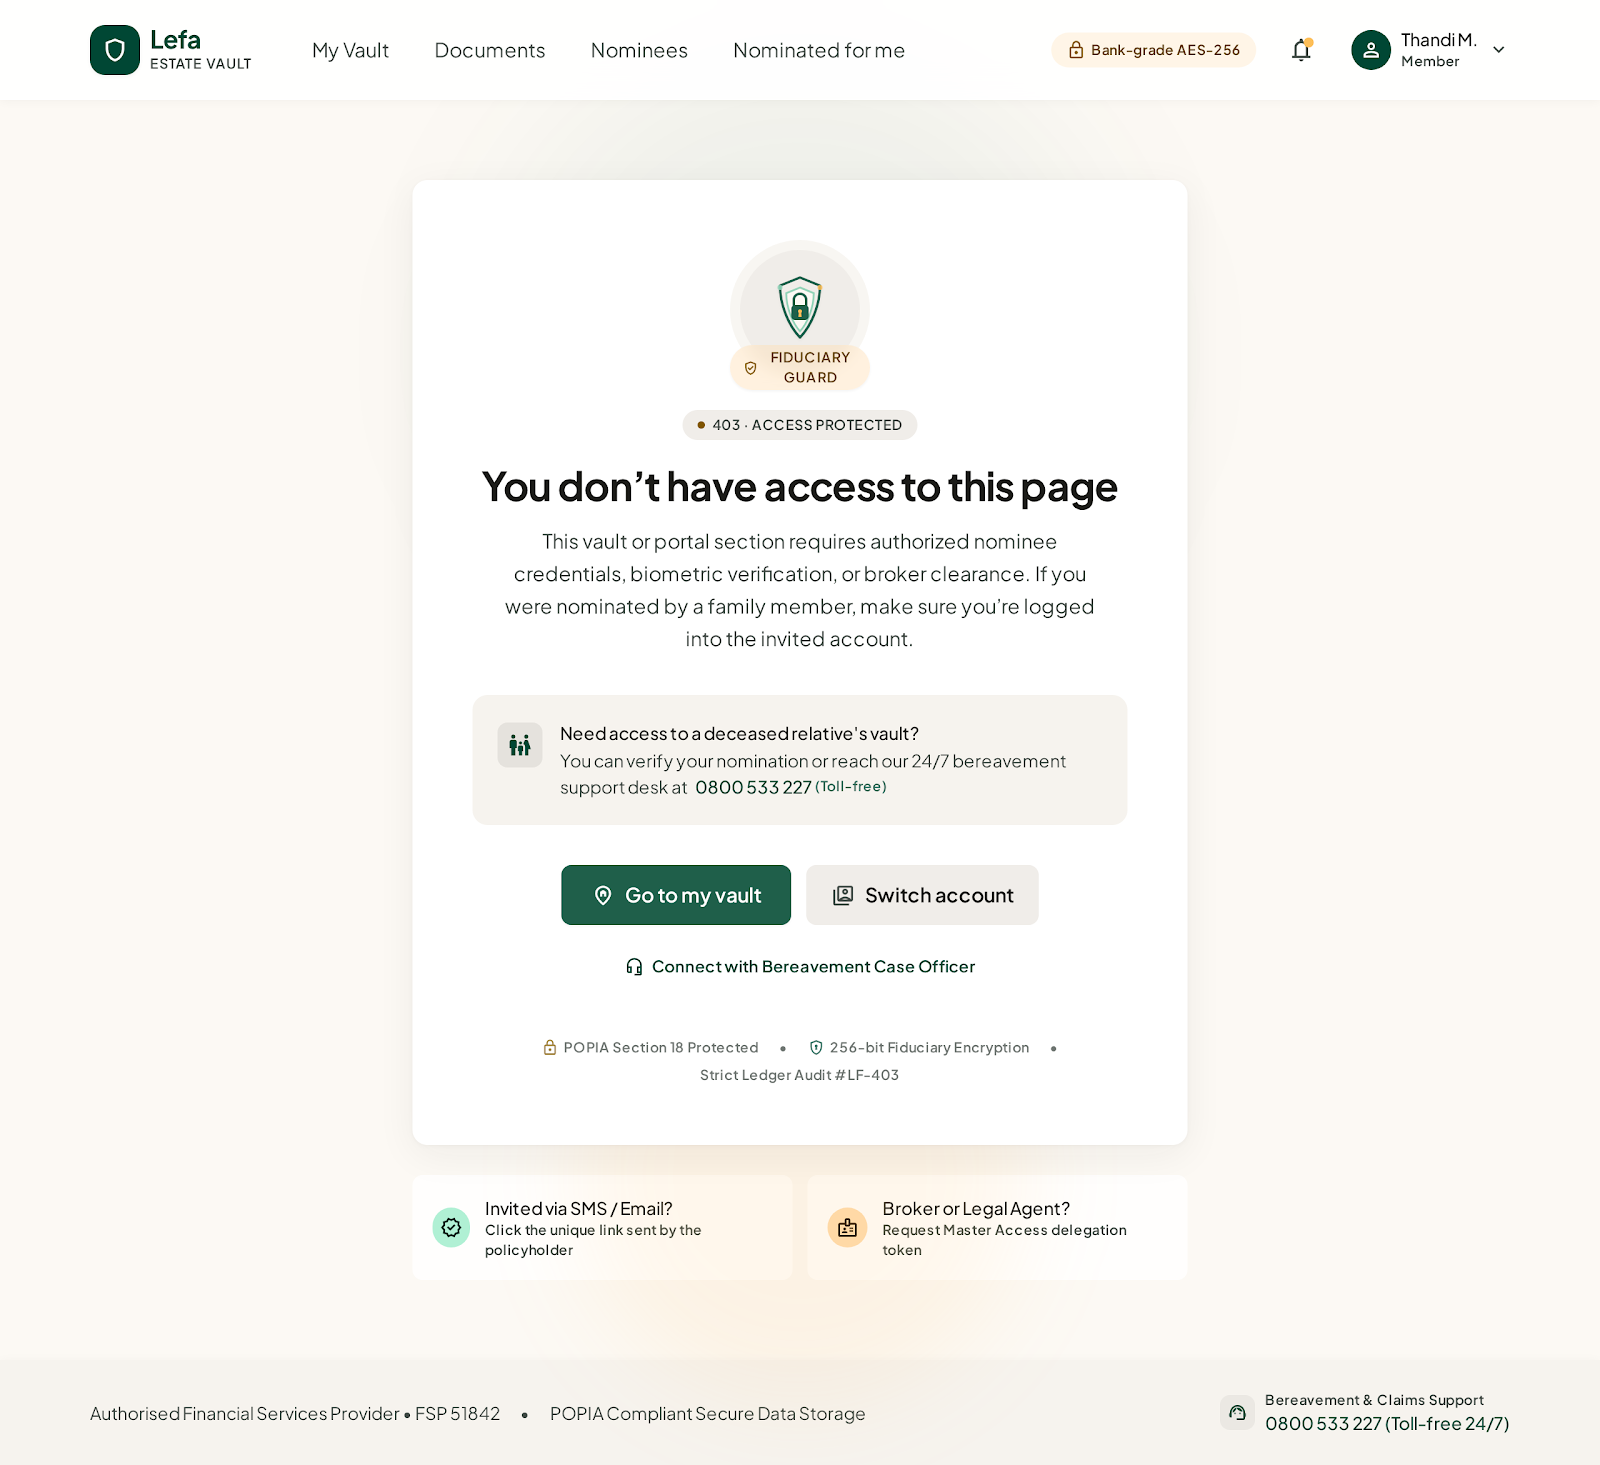 Lefa
ESTATE VAULT
My Vault
Documents
Nominees
Nominated for me
Bank-grade AES-256
Thandi M.
Member
FIDUCIARY
GUARD
403 · ACCESS PROTECTED
You don’t have access to this page
This vault or portal section requires authorized nominee
credentials, biometric verification, or broker clearance. If you
were nominated by a family member, make sure you’re logged
into the invited account.
Need access to a deceased relative's vault?
You can verify your nomination or reach our 24/7 bereavement
support desk at 0800 533 227 (Toll-free)
Go to my vault
Switch account
Connect with Bereavement Case Officer
POPIA Section 18 Protected • 256-bit Fiduciary Encryption •
Strict Ledger Audit #LF-403
Invited via SMS / Email?
Click the unique link sent by the
policyholder
Broker or Legal Agent?
Request Master Access delegation
token
Authorised Financial Services Provider • FSP 51842 • POPIA Compliant Secure Data Storage
Bereavement & Claims Support
0800 533 227 (Toll-free 24/7)